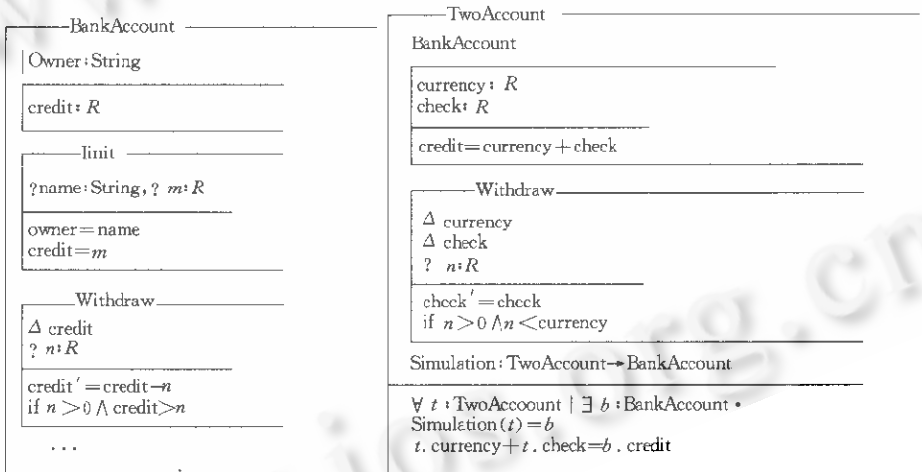 BankAccount
Owner:String
credit: R
Iinit
?name:String, ? m:R
owner=name
credit=m
Withdraw
Δ credit
? n:R
credit′=credit−n
if n>0 ∧ credit>n
...
TwoAccount
BankAccount
currency: R
check: R
credit=currency+check
Withdraw
Δ currency
Δ check
? n:R
check′=check
if n>0 ∧n<currency
Simulation:TwoAccount→BankAccount
∀ t :TwoAccoount | ∃ b :BankAccount •
Simulation(t)=b
t. currency+t. check=b. credit